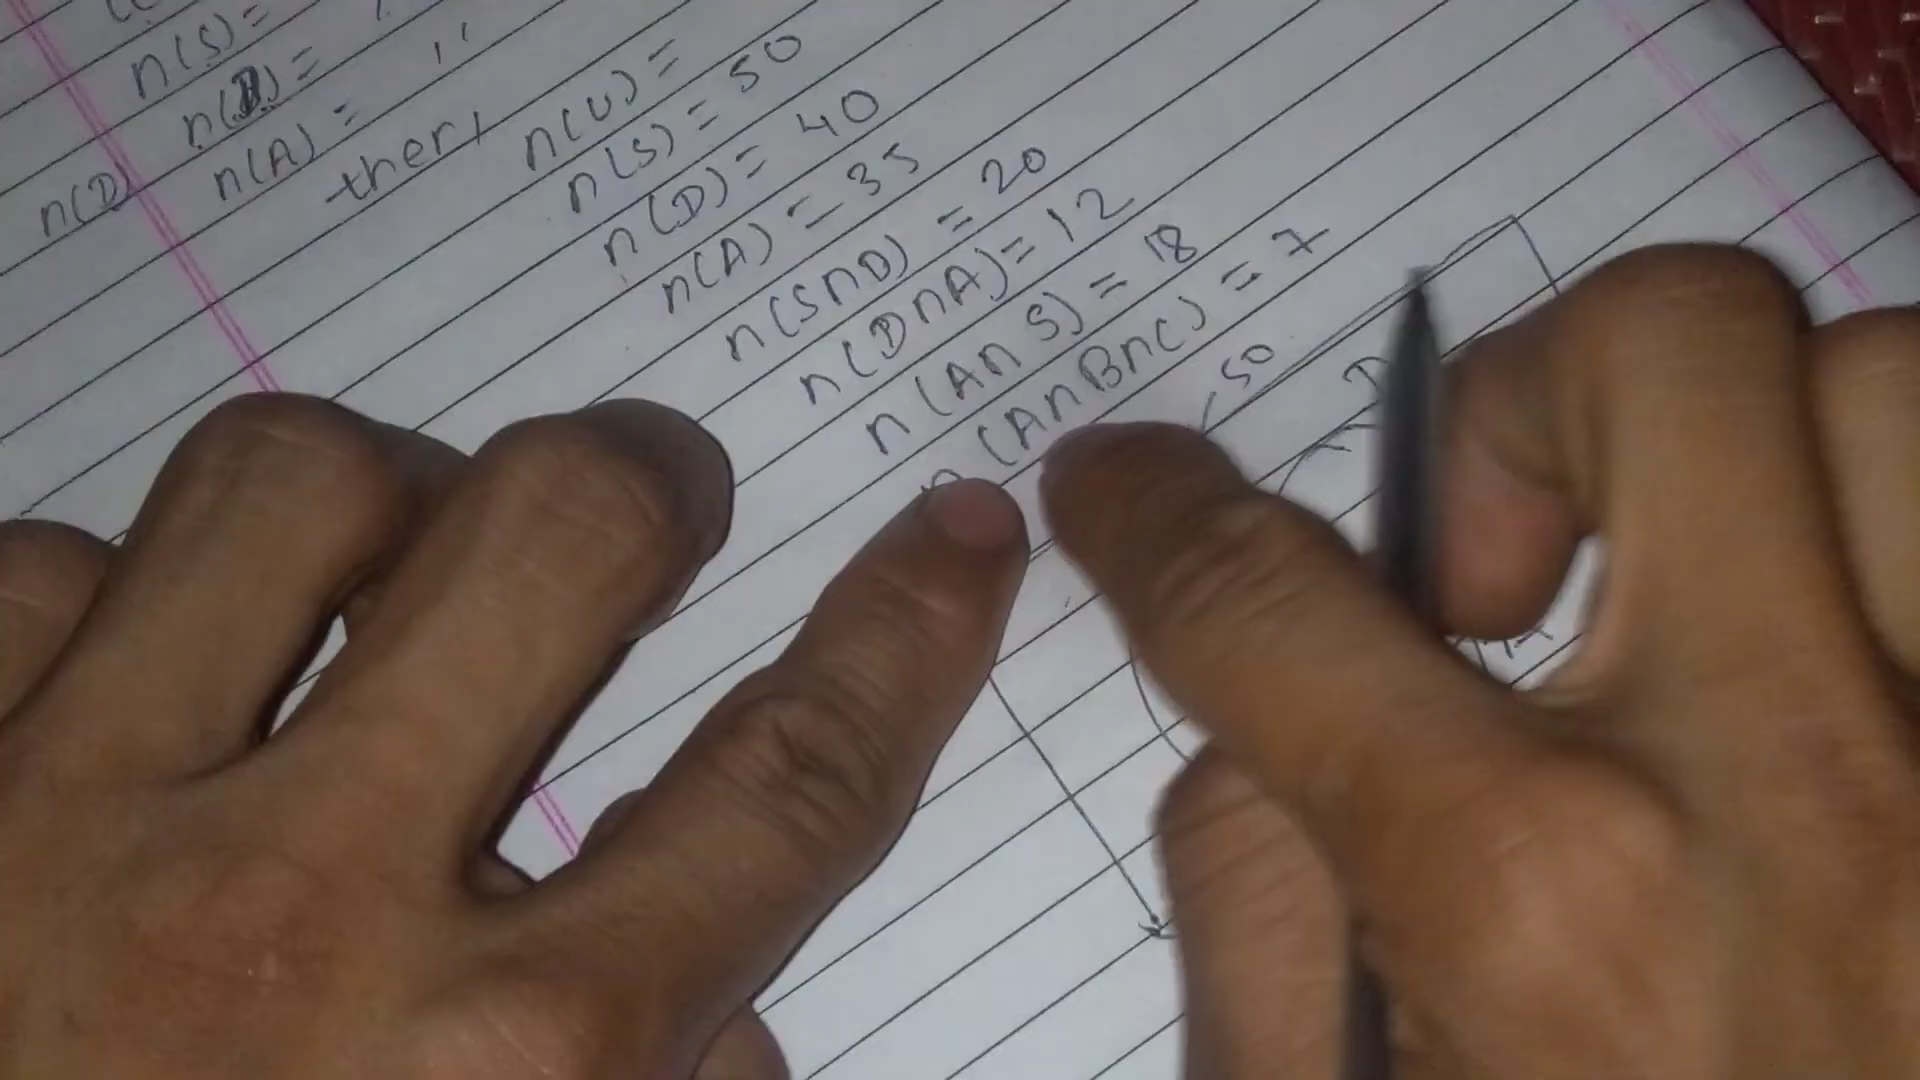 n(S)=
n(B)=
n(D)
n(A) = ''
then, n(U) =
n(S) = 50
n(D) = 40
n(A) = 35
n(S∩D) = 20
n(D∩A) = 12
n(A∩S) = 18
n(A∩B∩C) = 7
50
D